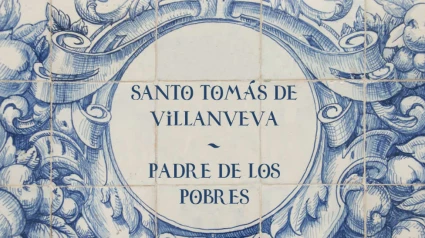 SANTO TOMÁS DE
VILLANVEVA
~
PADRE DE LOS
POBRES